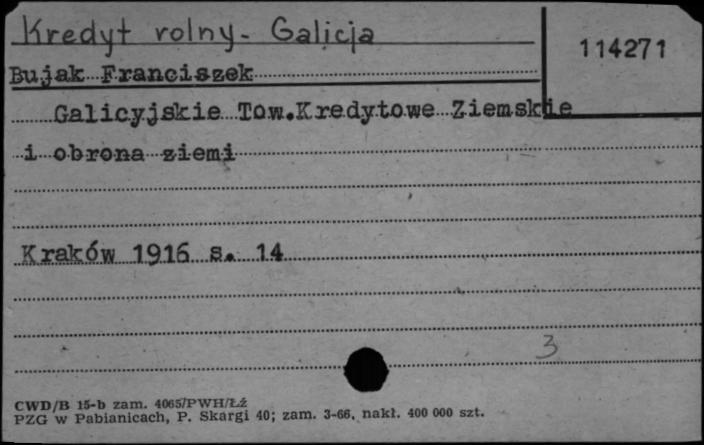 Kredyt rolny - Galicja
114271
Bujak Franciszek
Galicyjskie Tow.Kredytowe Ziemskie
i obrona ziemi
Kraków 1916 s. 14
3
CWD/B 15-b zam. 4065/PWH/Łź
PZG w Pabianicach, P. Skargi 40; zam. 3-66, nakł. 400 000 szt.